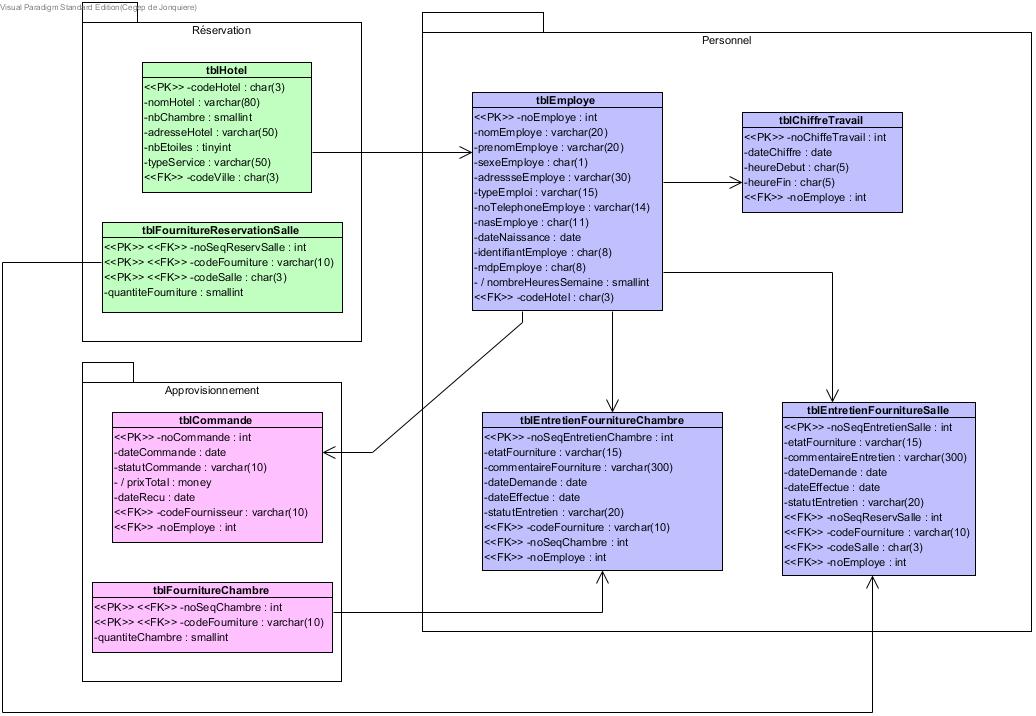 Visual Paradigm Standard Edition(Cegep de Jonquiere)
Réservation
tblHotel
<<PK>> -codeHotel : char(3)
-nomHotel : varchar(80)
-nbChambre : smallint
-adresseHotel : varchar(50)
-nbEtoiles : tinyint
-typeService : varchar(50)
<<FK>> -codeVille : char(3)
tblFournitureReservationSalle
<<PK>> <<FK>> -noSeqReservSalle : int
<<PK>> <<FK>> -codeFourniture : varchar(10)
<<PK>> <<FK>> -codeSalle : char(3)
-quantiteFourniture : smallint
Approvisionnement
tblCommande
<<PK>> -noCommande : int
-dateCommande : date
-statutCommande : varchar(10)
- / prixTotal : money
-dateRecu : date
<<FK>> -codeFournisseur : varchar(10)
<<FK>> -noEmploye : int
tblFournitureChambre
<<PK>> <<FK>> -noSeqChambre : int
<<PK>> <<FK>> -codeFourniture : varchar(10)
-quantiteChambre : smallint
Personnel
tblEmploye
<<PK>> -noEmploye : int
-nomEmploye : varchar(20)
-prenomEmploye : varchar(20)
-sexeEmploye : char(1)
-adressseEmploye : varchar(30)
-typeEmploi : varchar(15)
-noTelephoneEmploye : varchar(14)
-nasEmploye : char(11)
-dateNaissance : date
-identifiantEmploye : char(8)
-mdpEmploye : char(8)
- / nombreHeuresSemaine : smallint
<<FK>> -codeHotel : char(3)
tblChiffreTravail
<<PK>> -noChiffeTravail : int
-dateChiffre : date
-heureDebut : char(5)
-heureFin : char(5)
<<FK>> -noEmploye : int
tblEntretienFournitureChambre
<<PK>> -noSeqEntretienChambre : int
-etatFourniture : varchar(15)
-commentaireFourniture : varchar(300)
-dateDemande : date
-dateEffectue : date
-statutEntretien : varchar(20)
<<FK>> -codeFourniture : varchar(10)
<<FK>> -noSeqChambre : int
<<FK>> -noEmploye : int
tblEntretienFournitureSalle
<<PK>> -noSeqEntretienSalle : int
-etatFourniture : varchar(15)
-commentaireEntretien : varchar(300)
-dateDemande : date
-dateEffectue : date
-statutEntretien : varchar(20)
<<FK>> -noSeqReservSalle : int
<<FK>> -codeFourniture : varchar(10)
<<FK>> -codeSalle : char(3)
<<FK>> -noEmploye : int